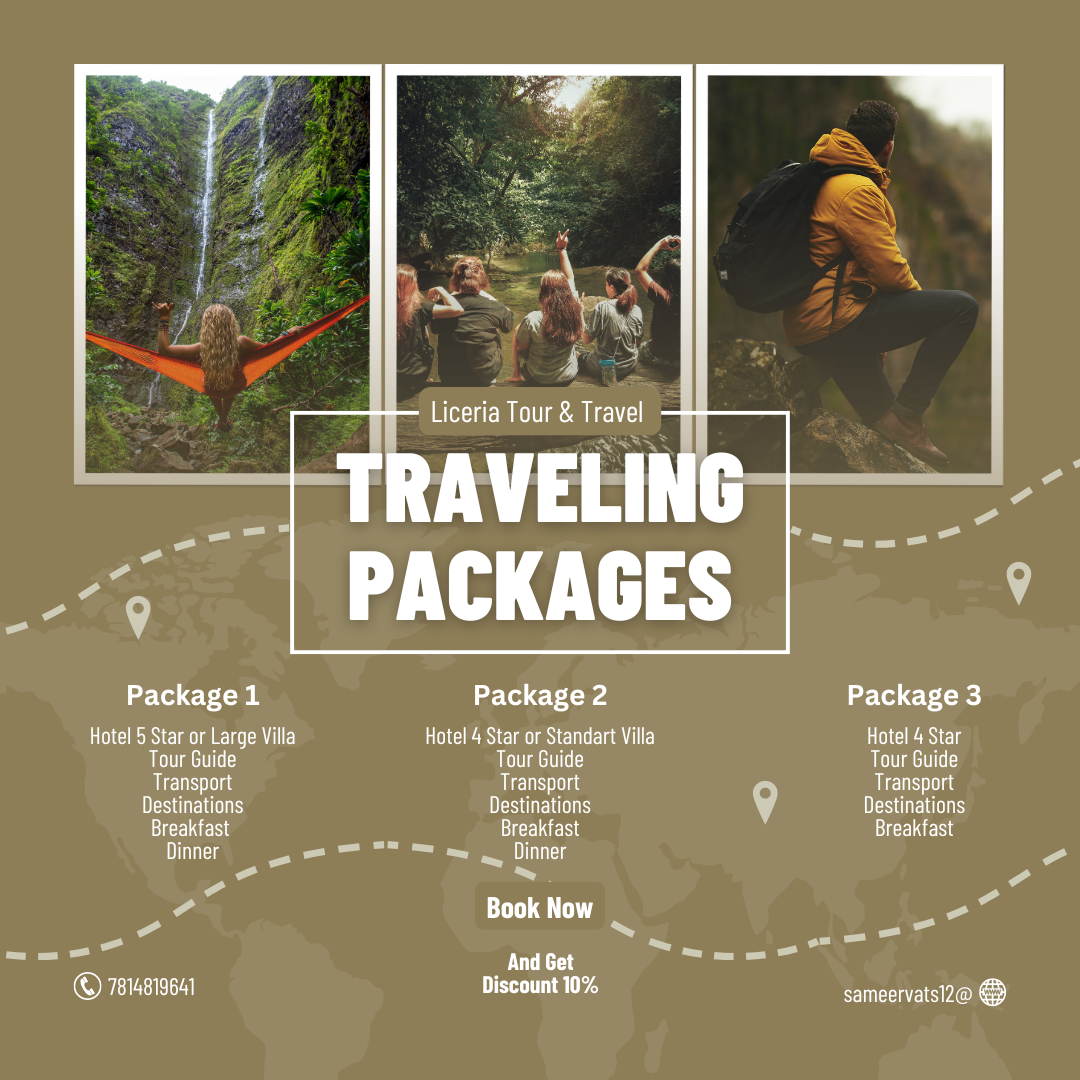 Liceria Tour & Travel
TRAVELING
PACKAGES
Package 1
Hotel 5 Star or Large Villa
Tour Guide
Transport
Destinations
Breakfast
Dinner
Package 2
Hotel 4 Star or Standart Villa
Tour Guide
Transport
Destinations
Breakfast
Dinner
Package 3
Hotel 4 Star
Tour Guide
Transport
Destinations
Breakfast
Book Now
And Get
Discount 10%
7814819641
sameervats12@